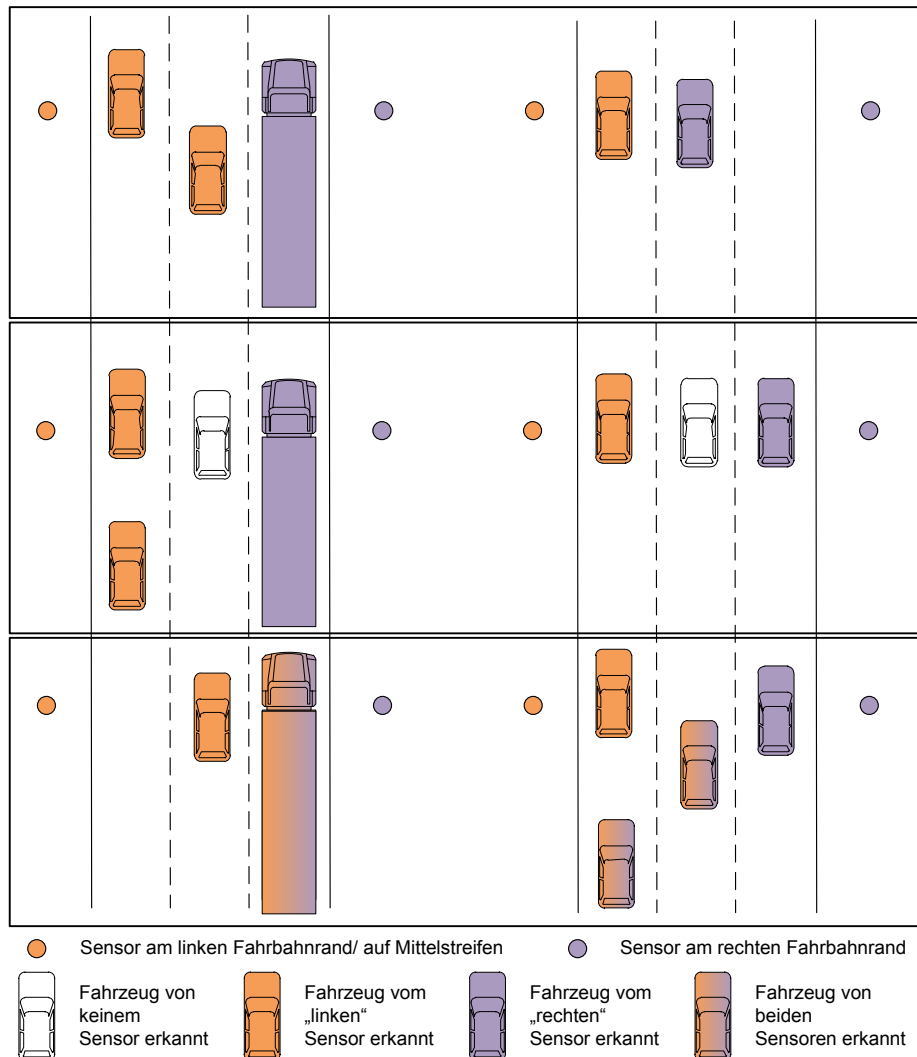 Sensor am linken Fahrbahnrand/ auf Mittelstreifen
Sensor am rechten Fahrbahnrand
Fahrzeug von
keinem
Sensor erkannt
Fahrzeug vom
„linken“
Sensor erkannt
Fahrzeug vom
„rechten“
Sensor erkannt
Fahrzeug von
beiden
Sensoren erkannt